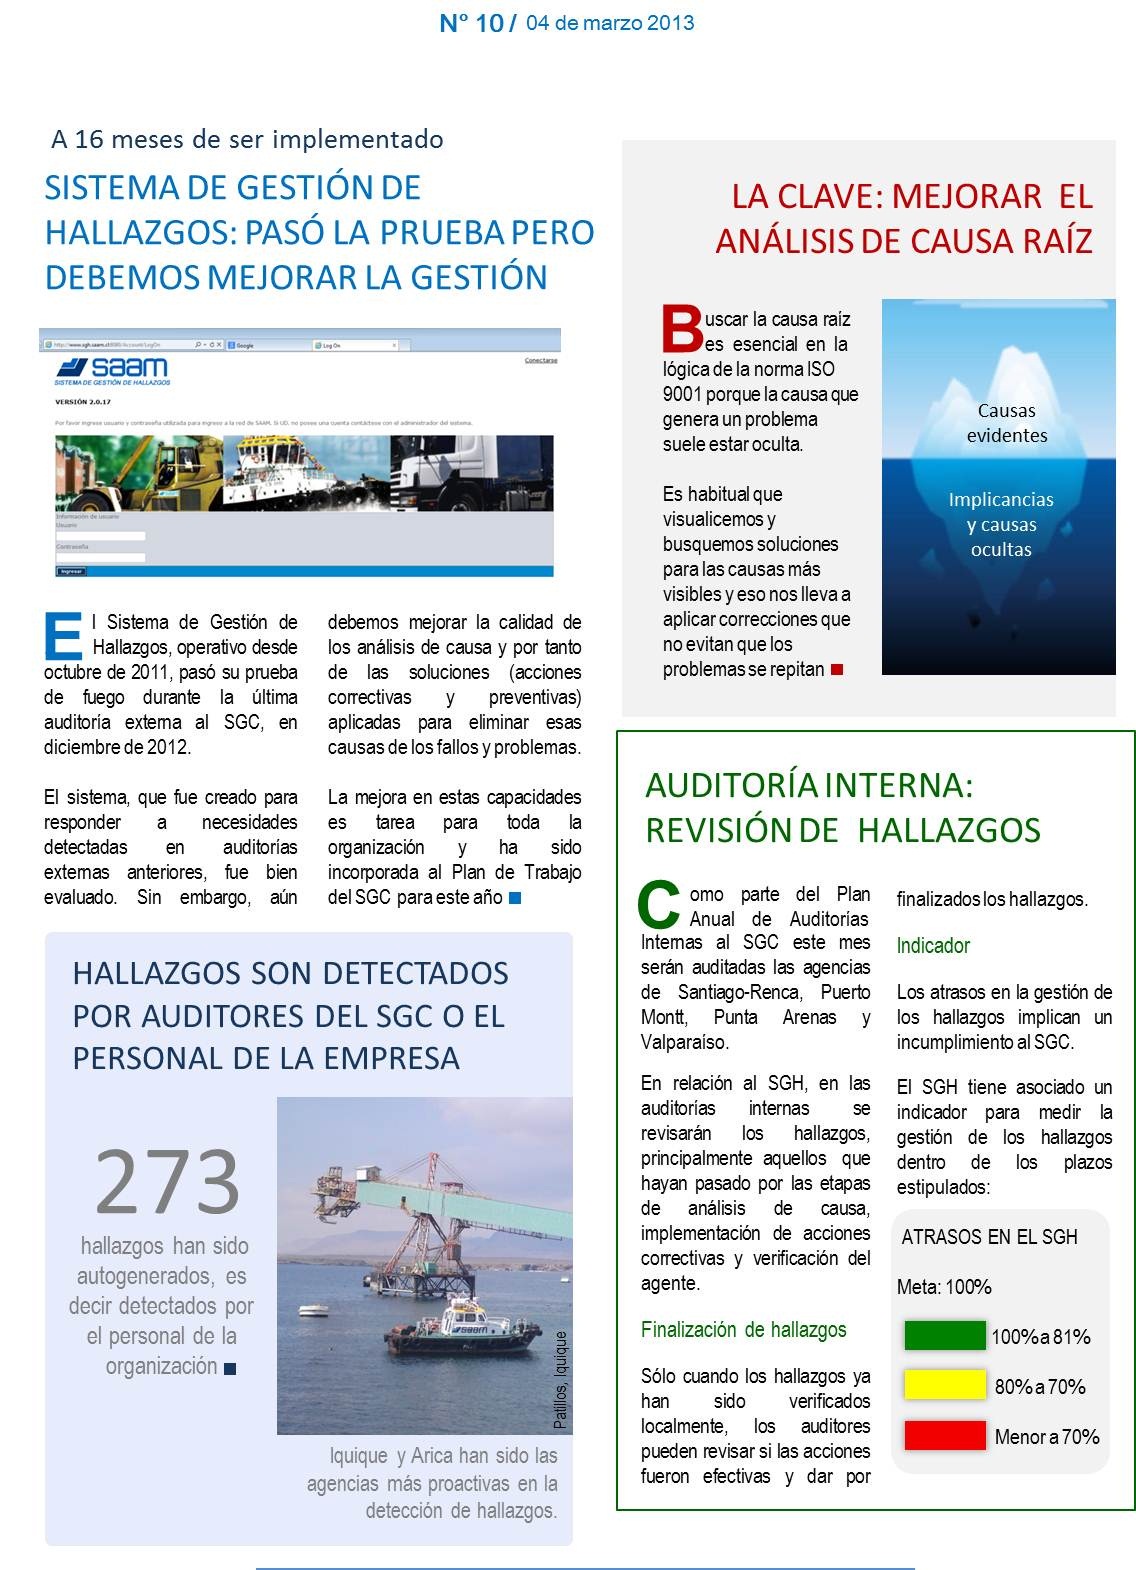 N° 10 / 04 de marzo 2013
A 16 meses de ser implementado
SISTEMA DE GESTIÓN DE
HALLAZGOS: PASÓ LA PRUEBA PERO
DEBEMOS MEJORAR LA GESTIÓN
http://www.sgh.saam.cl:8080/Account/LogOn
Google
Log On
Conectarse
saam
SISTEMA DE GESTIÓN DE HALLAZGOS
VERSIÓN 2.0.17
Por favor ingrese usuario y contraseña utilizada para ingreso a la red de SAAM. Si UD. no posee una cuenta contáctese con el administrador del sistema.
Información de usuario
Usuario
Contraseña
Ingresar
El Sistema de Gestión de
Hallazgos, operativo desde
octubre de 2011, pasó su prueba
de fuego durante la última
auditoría externa al SGC, en
diciembre de 2012.
El sistema, que fue creado para
responder a necesidades
detectadas en auditorías
externas anteriores, fue bien
evaluado. Sin embargo, aún
debemos mejorar la calidad de
los análisis de causa y por tanto
de las soluciones (acciones
correctivas y preventivas)
aplicadas para eliminar esas
causas de los fallos y problemas.
La mejora en estas capacidades
es tarea para toda la
organización y ha sido
incorporada al Plan de Trabajo
del SGC para este año
HALLAZGOS SON DETECTADOS
POR AUDITORES DEL SGC O EL
PERSONAL DE LA EMPRESA
273
hallazgos han sido
autogenerados, es
decir detectados por
el personal de la
organización
saam
Patillos, Iquique
Iquique y Arica han sido las
agencias más proactivas en la
detección de hallazgos.
LA CLAVE: MEJORAR EL
ANÁLISIS DE CAUSA RAÍZ
Buscar la causa raíz
es esencial en la
lógica de la norma ISO
9001 porque la causa que
genera un problema
suele estar oculta.
Es habitual que
visualicemos y
busquemos soluciones
para las causas más
visibles y eso nos lleva a
aplicar correcciones que
no evitan que los
problemas se repitan
Causas
evidentes
Implicancias
y causas
ocultas
AUDITORÍA INTERNA:
REVISIÓN DE HALLAZGOS
Como parte del Plan
Anual de Auditorías
Internas al SGC este mes
serán auditadas las agencias
de Santiago-Renca, Puerto
Montt, Punta Arenas y
Valparaíso.
En relación al SGH, en las
auditorías internas se
revisarán los hallazgos,
principalmente aquellos que
hayan pasado por las etapas
de análisis de causa,
implementación de acciones
correctivas y verificación del
agente.
Finalización de hallazgos
Sólo cuando los hallazgos ya
han sido verificados
localmente, los auditores
pueden revisar si las acciones
fueron efectivas y dar por
finalizados los hallazgos.
Indicador
Los atrasos en la gestión de
los hallazgos implican un
incumplimiento al SGC.
El SGH tiene asociado un
indicador para medir la
gestión de los hallazgos
dentro de los plazos
estipulados:
ATRASOS EN EL SGH
Meta: 100%
100% a 81%
80% a 70%
Menor a 70%